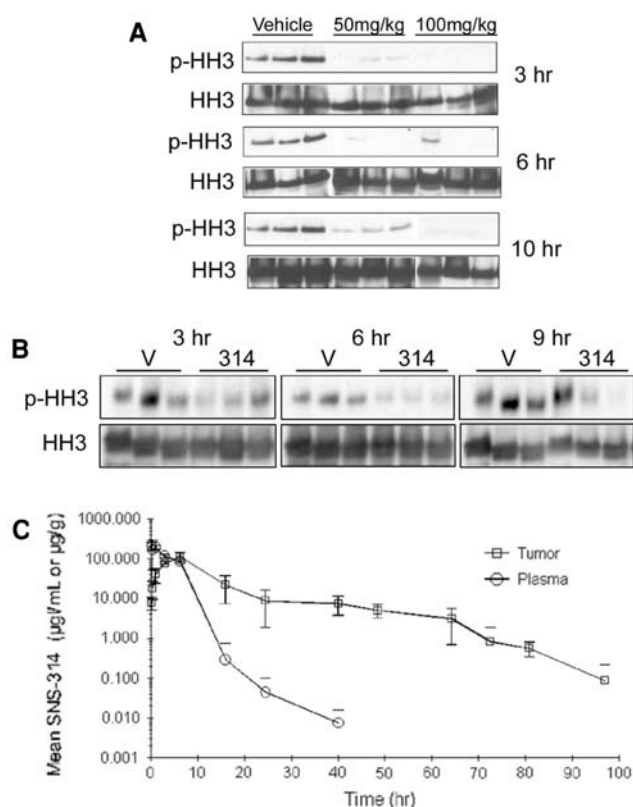 A
Vehicle 50mg/kg 100mg/kg
p-HH3
3 hr
HH3
p-HH3
6 hr
HH3
p-HH3
10 hr
HH3
B
3 hr 6 hr 9 hr
V 314 V 314 V 314
p-HH3
HH3
C
Mean SNS-314 (µgl/mL or µg/g)
1000.000
100.000
10.000
1.000
0.100
0.010
0.001
Tumor
Plasma
0 10 20 30 40 50 60 70 80 90 100
Time (hr)